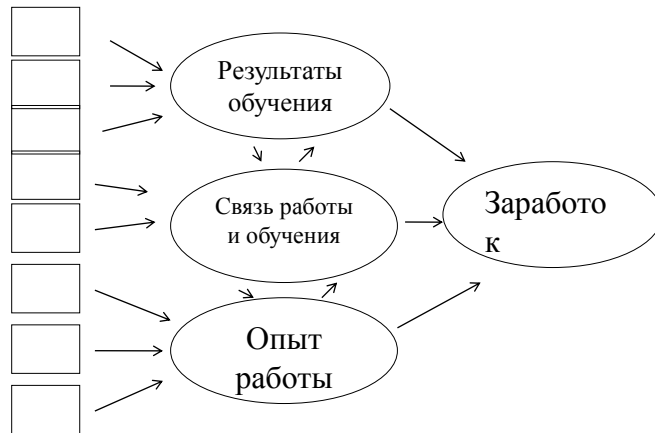 Результаты
обучения
Связь работы
и обучения
Заработо
к
Опыт
работы